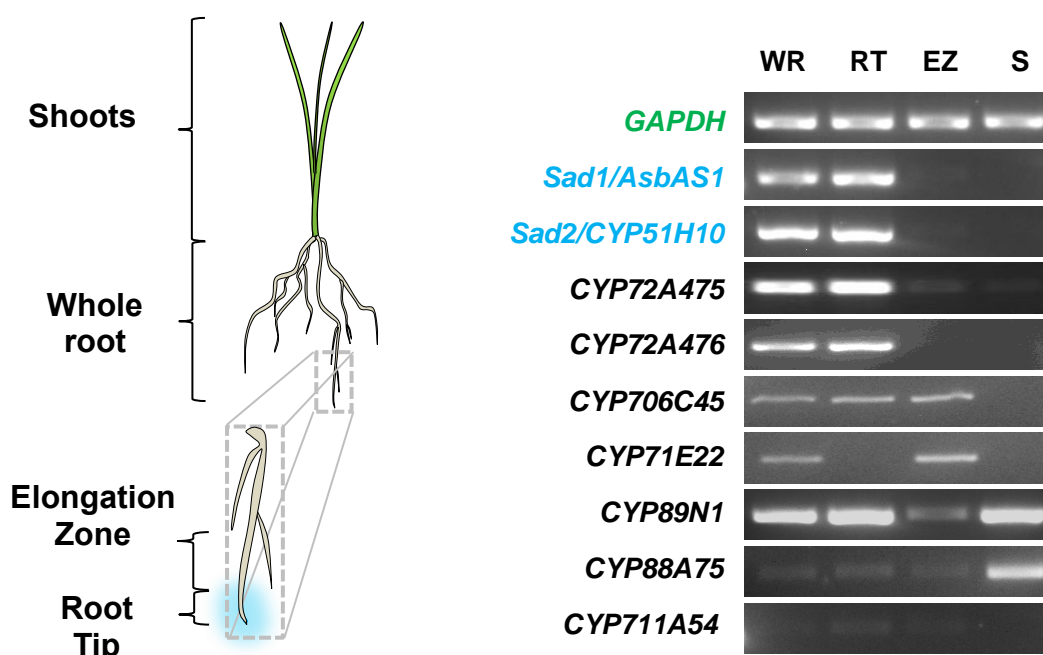 Shoots
Whole
root
Elongation
Zone
Root
Tip
WR RT EZ S
GAPDH
Sad1/AsbAS1
Sad2/CYP51H10
CYP72A475
CYP72A476
CYP706C45
CYP71E22
CYP89N1
CYP88A75
CYP711A54